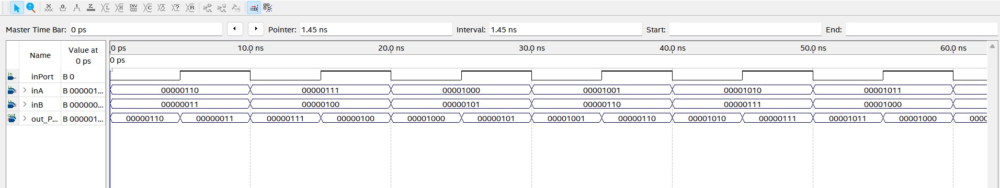 Master Time Bar: 0 ps Pointer: 1.45 ns Interval: 1.45 ns Start: End:
Name Value at 0 ps
0 ps 10.0 ns 20.0 ns 30.0 ns 40.0 ns 50.0 ns 60.0 ns
0 ps
inPort B 0
inA B 000001... 00000110 00000111 00001000 00001001 00001010 00001011
inB B 000000... 00000011 00000100 00000101 00000110 00000111 00001000
out_P... B 000001... 00000110 00000011 00000111 00000100 00001000 00000101 00001001 00000110 00001010 00000111 00001011 00001000 0000